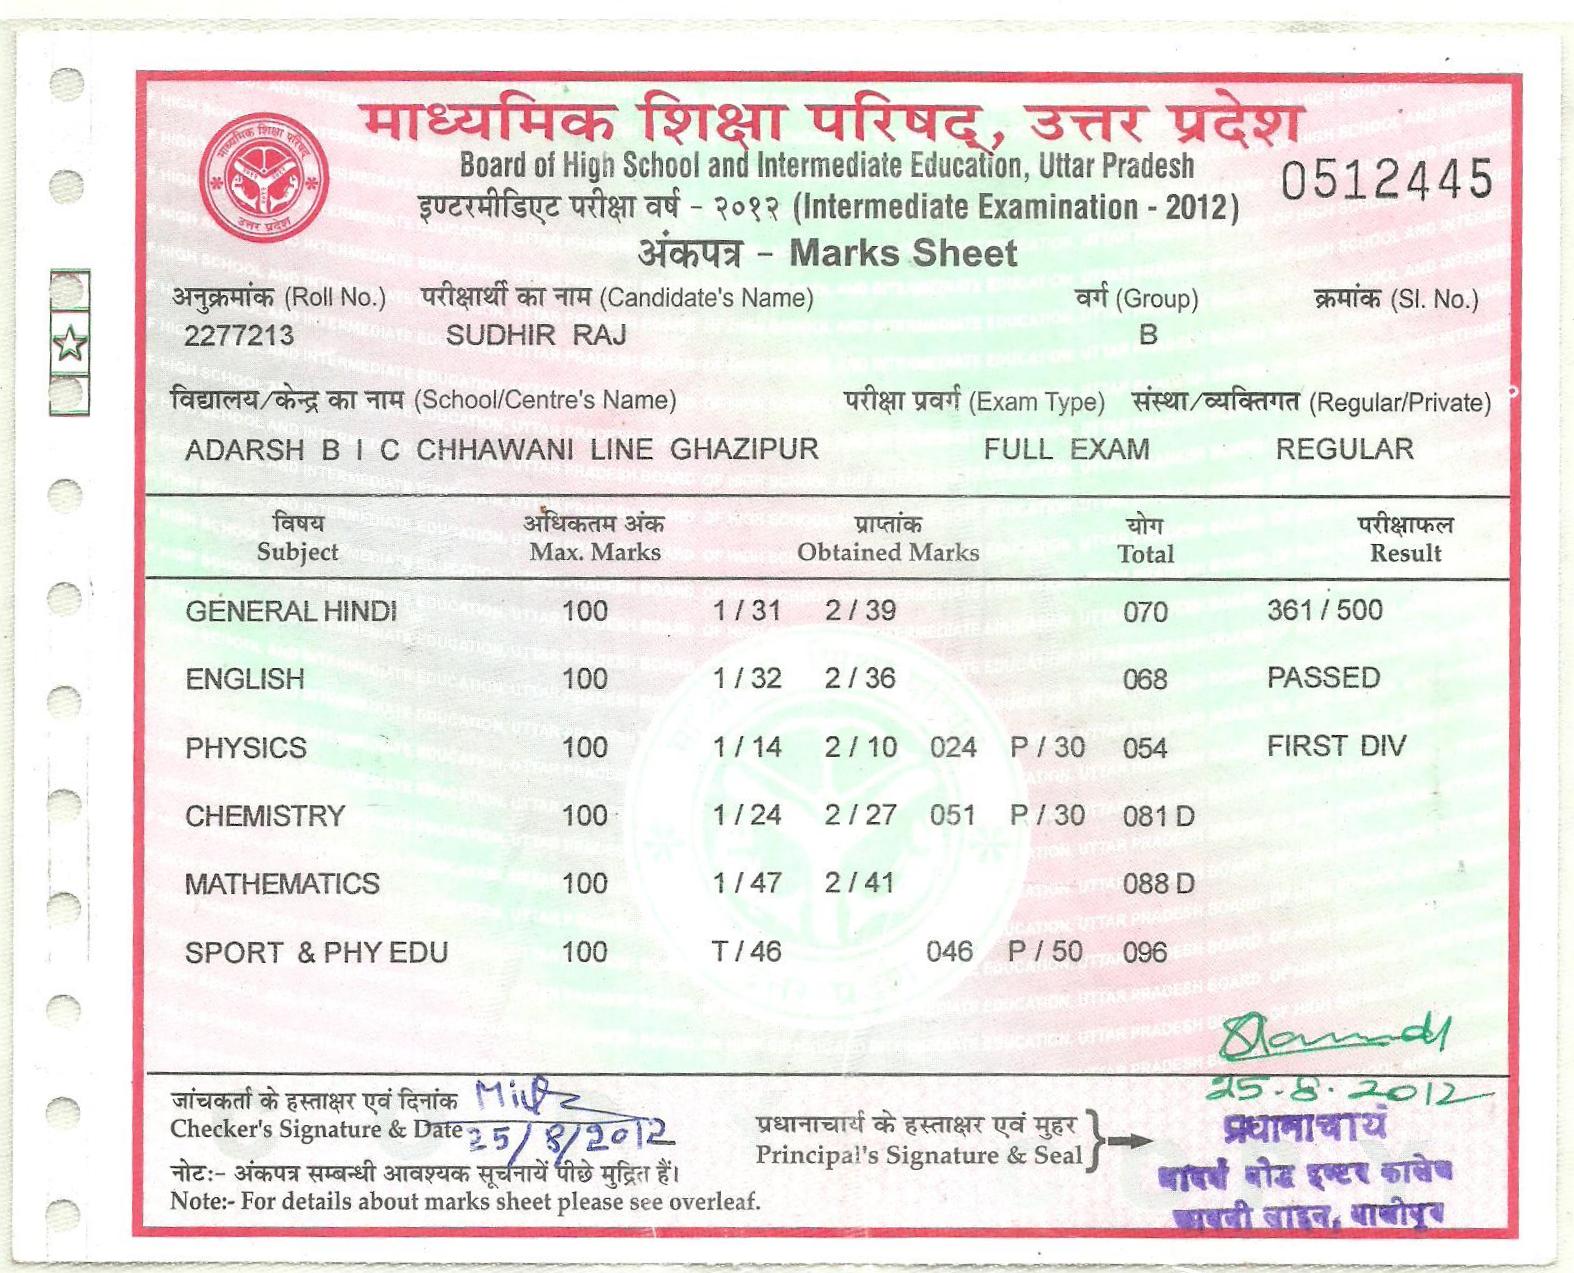 माध्यमिक शिक्षा परिषद्, उत्तर प्रदेश
Board of High School and Intermediate Education, Uttar Pradesh
0512445
इण्टरमीडिएट परीक्षा वर्ष - २०१२ (Intermediate Examination - 2012)
अंकपत्र - Marks Sheet
माध्यमिक शिक्षा परिषद्
उत्तर प्रदेश
अनुक्रमांक (Roll No.) परीक्षार्थी का नाम (Candidate's Name) वर्ग (Group) क्रमांक (Sl. No.)
2277213 SUDHIR RAJ B
विद्यालय/केन्द्र का नाम (School/Centre's Name) परीक्षा प्रवर्ग (Exam Type) संस्था/व्यक्तिगत (Regular/Private)
ADARSH B I C CHHAWANI LINE GHAZIPUR FULL EXAM REGULAR
विषय अधिकतम अंक प्राप्तांक योग परीक्षाफल
Subject Max. Marks Obtained Marks Total Result
GENERAL HINDI 100 1 / 31 2 / 39 070 361 / 500
ENGLISH 100 1 / 32 2 / 36 068 PASSED
PHYSICS 100 1 / 14 2 / 10 024 P / 30 054 FIRST DIV
CHEMISTRY 100 1 / 24 2 / 27 051 P / 30 081 D
MATHEMATICS 100 1 / 47 2 / 41 088 D
SPORT & PHY EDU 100 T / 46 046 P / 50 096
25-8-2012
जांचकर्ता के हस्ताक्षर एवं दिनांक
Checker's Signature & Date 25/8/2012
प्रधानाचार्य के हस्ताक्षर एवं मुहर
Principal's Signature & Seal
प्रधानाचार्य
आदर्श बौद्ध इण्टर कालेज
छावनी लाइन, गाजीपुर
नोट:- अंकपत्र सम्बन्धी आवश्यक सूचनायें पीछे मुद्रित हैं।
Note:- For details about marks sheet please see overleaf.